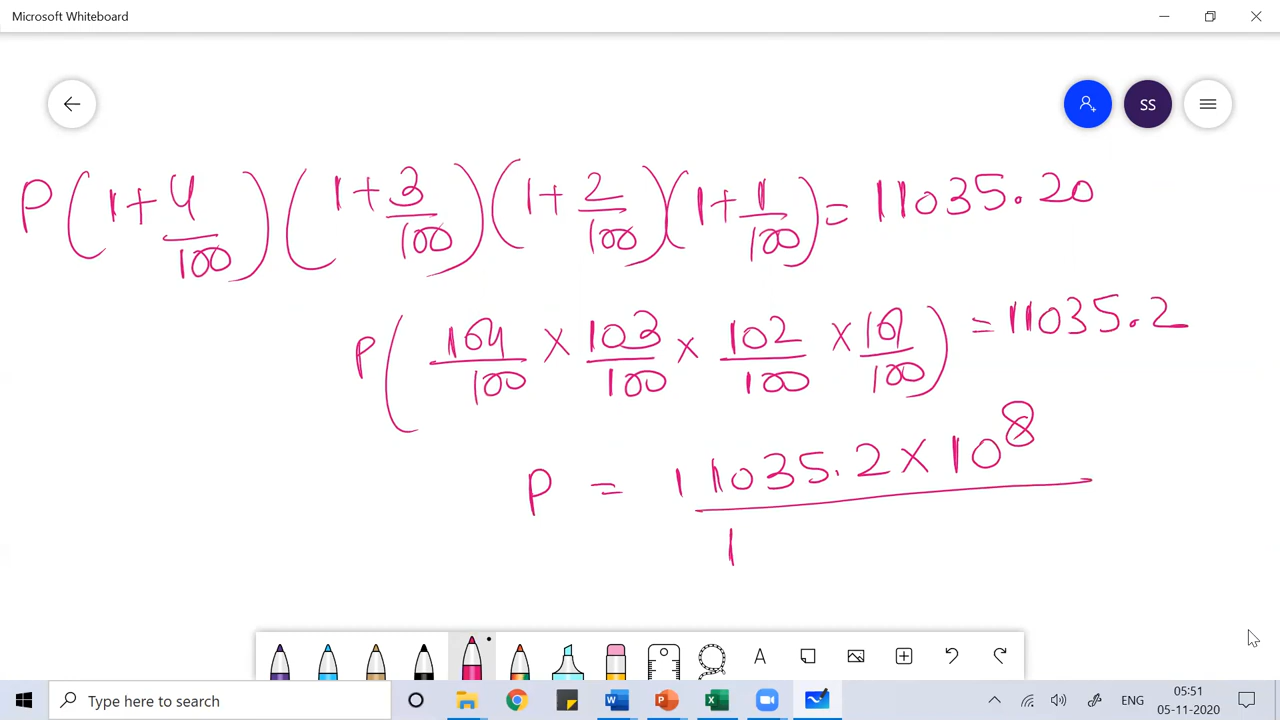 Microsoft Whiteboard
SS
P(1+4/100)(1+3/100)(1+2/100)(1+1/100)=11035.20
P(104/100 × 103/100 × 102/100 × 101/100) = 11035.2
P = 11035.2×10^8
1
A
Type here to search
ENG
05:51
05-11-2020